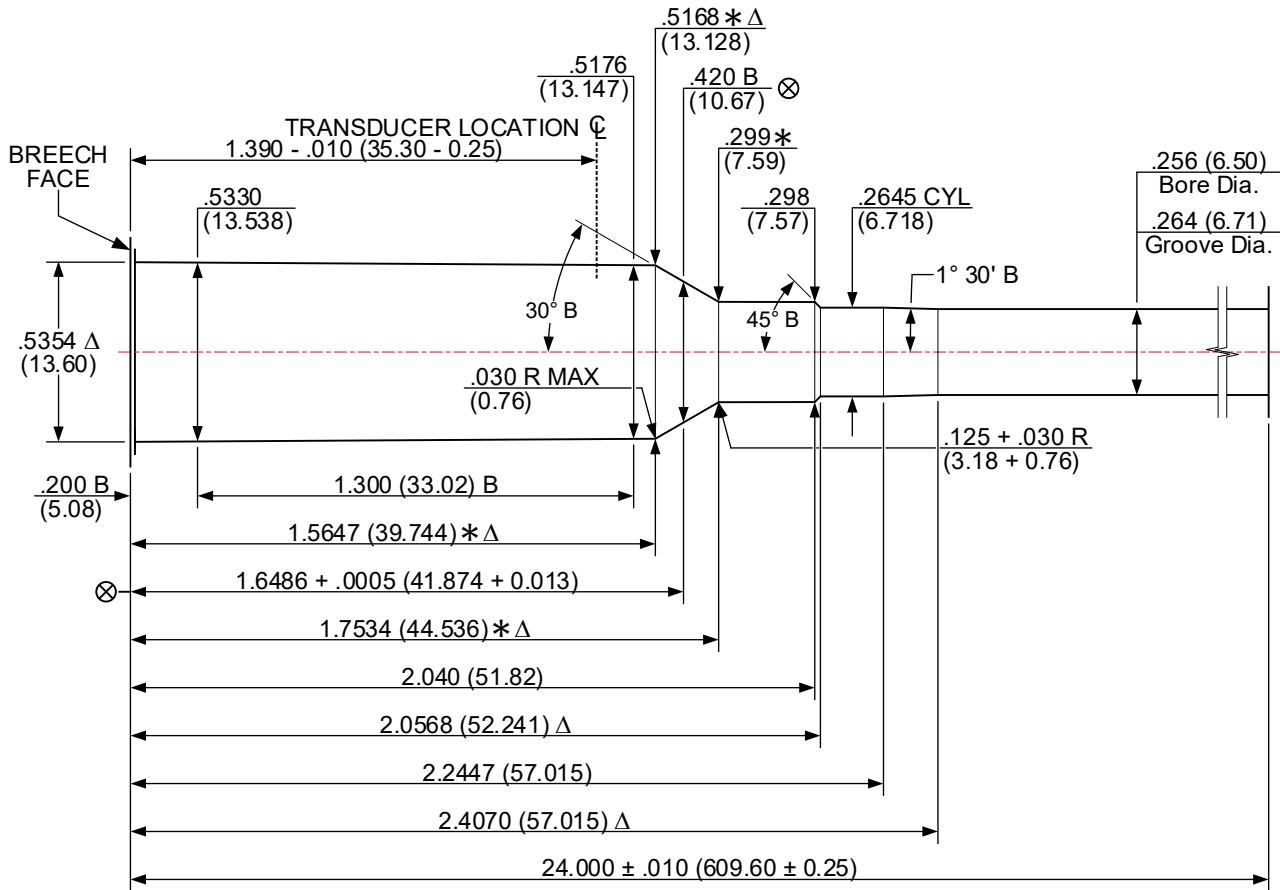 .5168 * Δ
(13.128)
.5176
(13.147)
.420 B
(10.67) ⊗
TRANSDUCER LOCATION ℄
1.390 - .010 (35.30 - 0.25)
.299 *
(7.59)
BREECH
FACE
.256 (6.50)
Bore Dia.
.5330
(13.538)
.298
(7.57)
.2645 CYL
(6.718)
.264 (6.71)
Groove Dia.
1° 30' B
30° B
45° B
.5354 Δ
(13.60)
.030 R MAX
(0.76)
.125 + .030 R
(3.18 + 0.76)
.200 B
(5.08)
1.300 (33.02) B
1.5647 (39.744) * Δ
⊗ 1.6486 + .0005 (41.874 + 0.013)
1.7534 (44.536) * Δ
2.040 (51.82)
2.0568 (52.241) Δ
2.2447 (57.015)
2.4070 (57.015) Δ
24.000 ± .010 (609.60 ± 0.25)